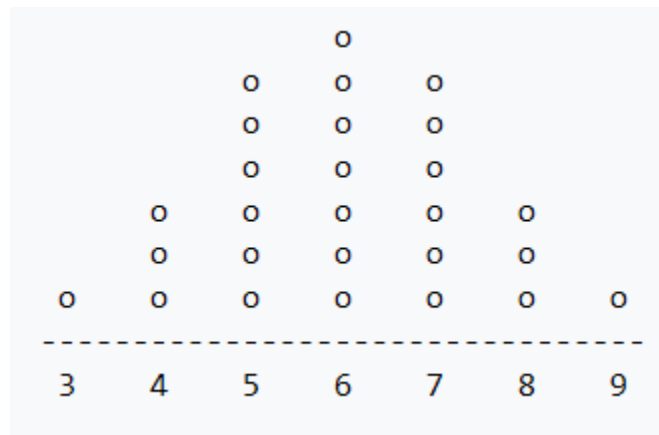 o
o o o
o o o
o o o
o o o o o
o o o o o
o o o o o o o
- - - - - - - - - - - - - - - - - - - - - - - - - - - - - - - - -
3 4 5 6 7 8 9